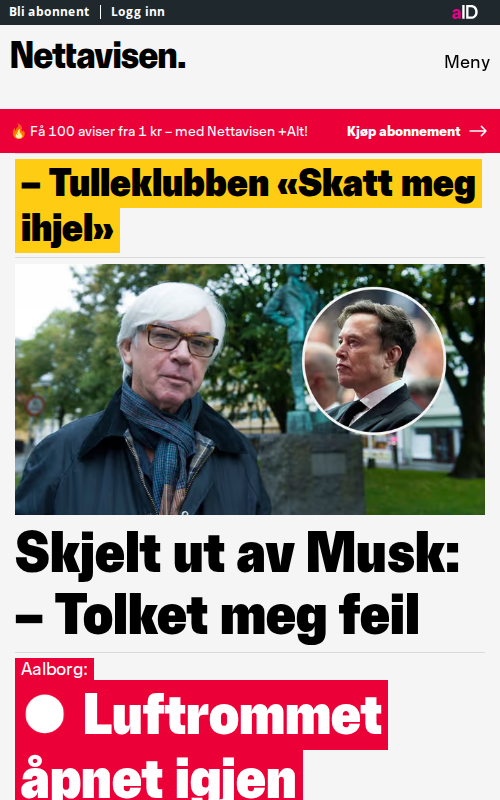 Bli abonnent | Logg inn
aID
Nettavisen.
Meny
🔥 Få 100 aviser fra 1 kr – med Nettavisen +Alt!
Kjøp abonnement →
– Tulleklubben «Skatt meg
ihjel»
Skjelt ut av Musk:
– Tolket meg feil
Aalborg:
Luftrommet
åpnet igjen